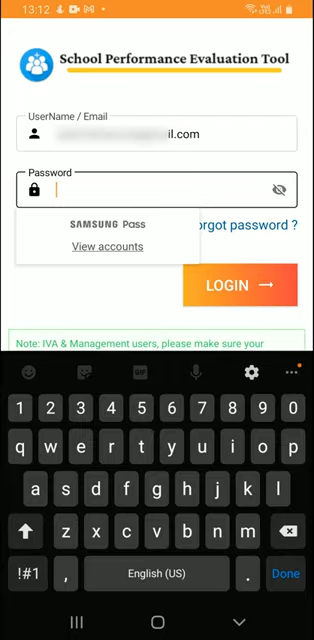 13:12
School Performance Evaluation Tool
UserName / Email
il.com
Password
SAMSUNG Pass
View accounts
orgot password ?
LOGIN →
Note: IVA & Management users, please make sure your
GIF
1 2 3 4 5 6 7 8 9 0
q w e r t y u i o p
a s d f g h j k l
z x c v b n m
!#1 , English (US) . Done